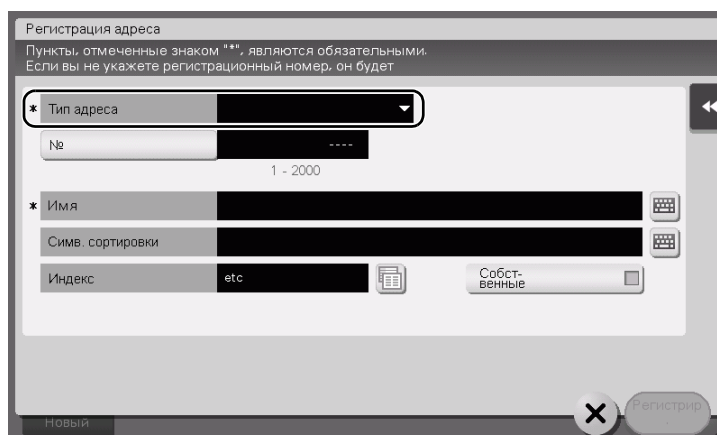 Регистрация адреса
Пункты, отмеченные знаком "*", являются обязательными.
Если вы не укажете регистрационный номер, он будет
* Тип адреса
№ ----
1 - 2000
* Имя
Симв. сортировки
Индекс etc Собст-
венные
Новый Регистрир
.